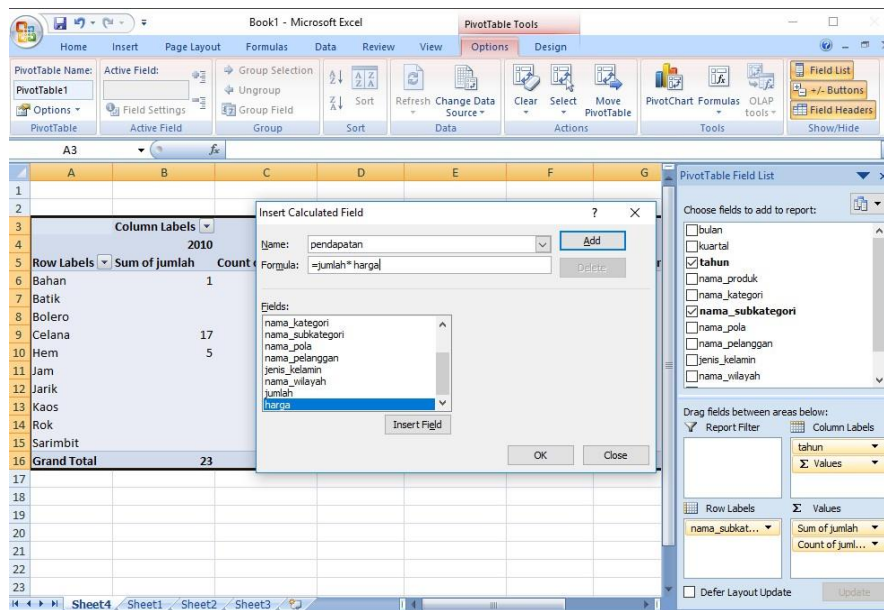 Book1 - Microsoft Excel
PivotTable Tools
Home Insert Page Layout Formulas Data Review View Options Design
PivotTable Name: Active Field: Group Selection
PivotTable1 Ungroup Sort Refresh Change Data Source Clear Select Move PivotTable PivotChart Formulas OLAP tools Field List
+/- Buttons
Options Field Settings Group Field Field Headers
PivotTable Active Field Group Sort Data Actions Tools Show/Hide
A3 fx
A B C D E F G
PivotTable Field List
Choose fields to add to report:
bulan
kuartal
tahun
nama_produk
nama_kategori
nama_subkategori
nama_pola
nama_pelanggan
jenis_kelamin
nama_wilayah
Drag fields between areas below:
Report Filter Column Labels
tahun
Σ Values
Row Labels Σ Values
nama_subkat... Sum of jumlah
Count of juml...
Defer Layout Update Update
1
2
3 Column Labels
4 2010
5 Row Labels Sum of jumlah Count
6 Bahan 1
7 Batik
8 Bolero
9 Celana 17
10 Hem 5
11 Jam
12 Jarik
13 Kaos
14 Rok
15 Sarimbit
16 Grand Total 23
17
18
19
20
21
22
23
Insert Calculated Field ? X
Name: pendapatan Add
Formula: =jumlah* harga Delete
Fields:
nama_kategori
nama_subkategori
nama_pola
nama_pelanggan
jenis_kelamin
nama_wilayah
jumlah
harga
Insert Field
OK Close
Sheet4 Sheet1 Sheet2 Sheet3